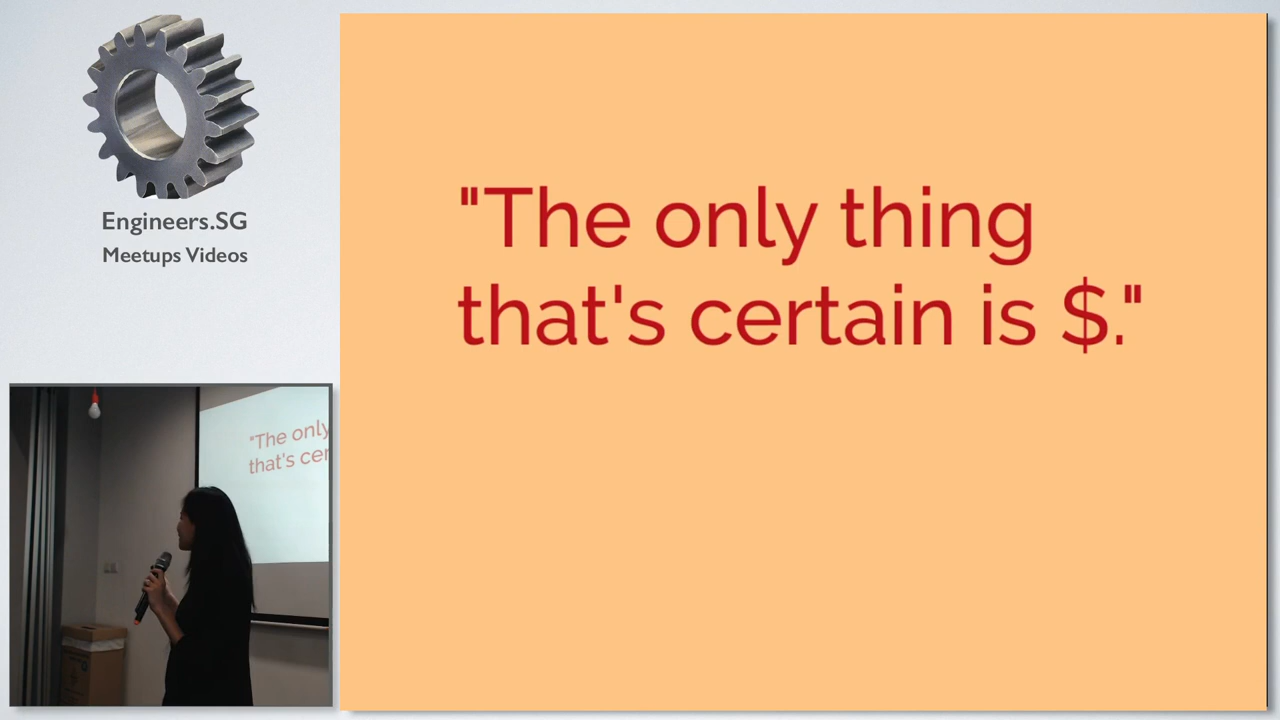 Engineers.SG
Meetups Videos
"The only thing
that's certain is $."
"The only
that's cer